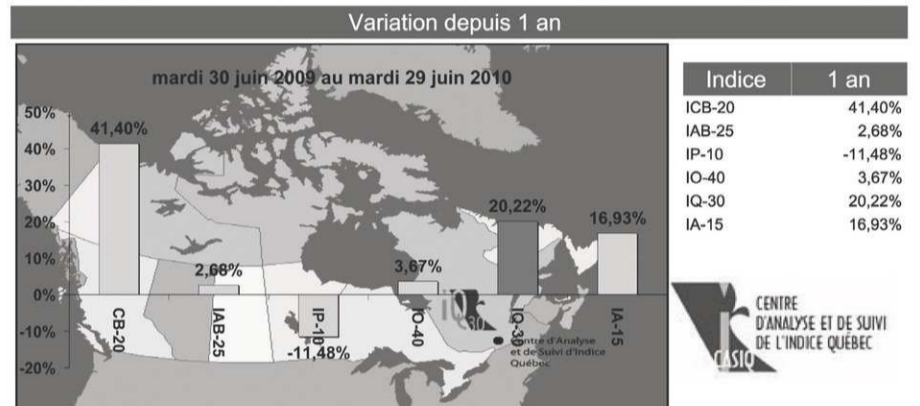 Variation depuis 1 an
mardi 30 juin 2009 au mardi 29 juin 2010
50%
40%
30%
20%
10%
0%
-10%
-20%
41,40%
2,68%
-11,48%
3,67%
20,22%
16,93%
CB-20
IAB-25
IP-10
IO-40
IQ-30
IA-15
iQ30
Centre d'Analyse
et de Suivi d'Indice
Québec
Indice 1 an
ICB-20 41,40%
IAB-25 2,68%
IP-10 -11,48%
IO-40 3,67%
IQ-30 20,22%
IA-15 16,93%
CENTRE
D'ANALYSE ET DE SUIVI
DE L'INDICE QUÉBEC
CASIQ